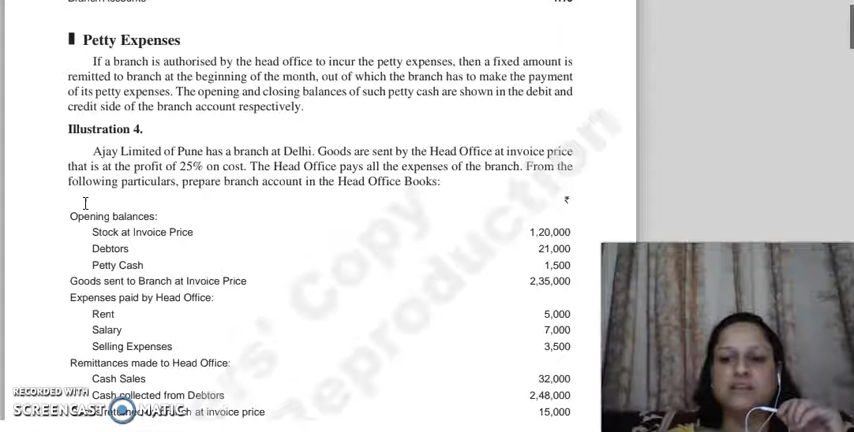 Petty Expenses
If a branch is authorised by the head office to incur the petty expenses, then a fixed amount is
remitted to branch at the beginning of the month, out of which the branch has to make the payment
of its petty expenses. The opening and closing balances of such petty cash are shown in the debit and
credit side of the branch account respectively.
Illustration 4.
Ajay Limited of Pune has a branch at Delhi. Goods are sent by the Head Office at invoice price
that is at the profit of 25% on cost. The Head Office pays all the expenses of the branch. From the
following particulars, prepare branch account in the Head Office Books:
₹
Opening balances:
Stock at Invoice Price 1,20,000
Debtors 21,000
Petty Cash 1,500
Goods sent to Branch at Invoice Price 2,35,000
Expenses paid by Head Office:
Rent 5,000
Salary 7,000
Selling Expenses 3,500
Remittances made to Head Office:
Cash Sales 32,000
Cash collected from Debtors 2,48,000
at invoice price 15,000
RECORDED WITH
SCREENCAST MATIC
Copy
Reproduction